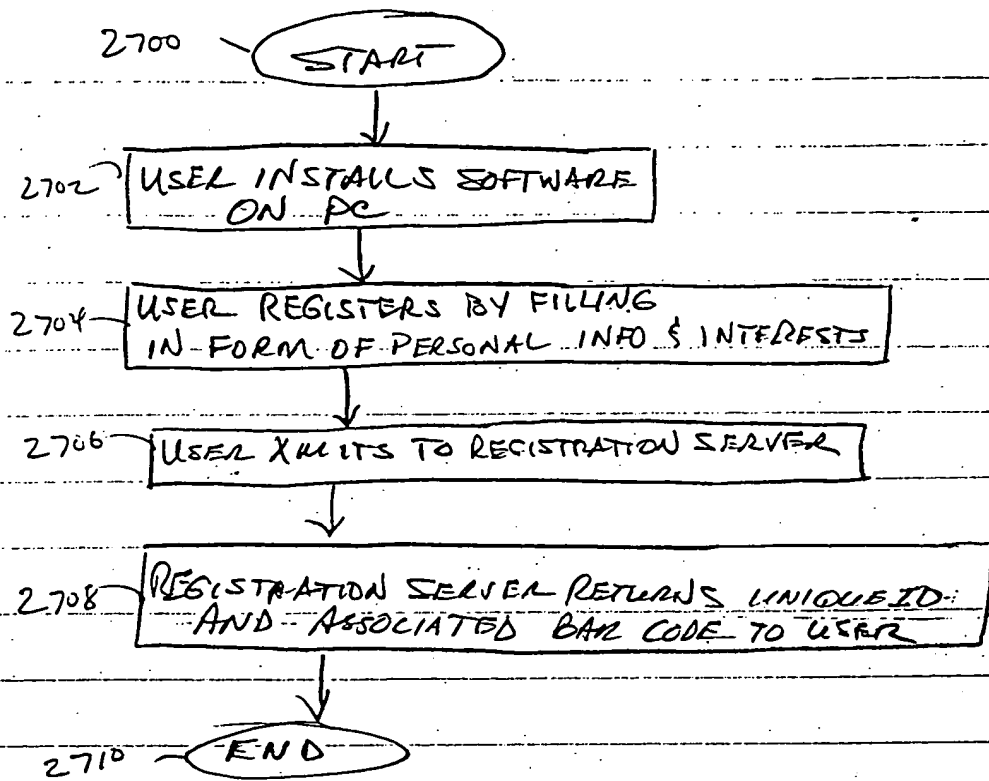 2700 START
2702 USER INSTALLS SOFTWARE
ON PC
2704 USER REGISTERS BY FILLING
IN FORM OF PERSONAL INFO & INTERESTS
2706 USER XMITS TO REGISTRATION SERVER
2708 REGISTRATION SERVER RETURNS UNIQUE ID
AND ASSOCIATED BAR CODE TO USER
2710 END